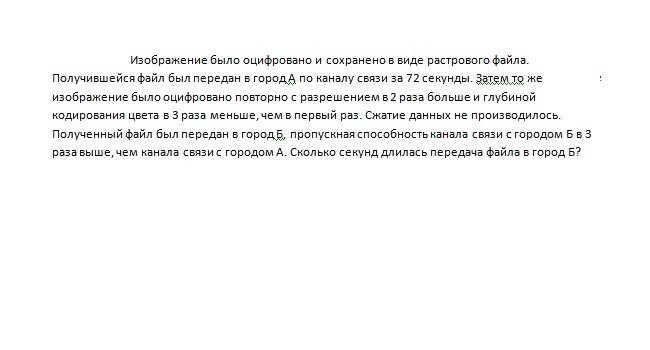 Изображение было оцифровано и сохранено в виде растрового файла.
Получившейся файл был передан в город А по каналу связи за 72 секунды. Затем то же
изображение было оцифровано повторно с разрешением в 2 раза больше и глубиной
кодирования цвета в 3 раза меньше, чем в первый раз. Сжатие данных не производилось.
Полученный файл был передан в город Б, пропускная способность канала связи с городом Б в 3
раза выше, чем канала связи с городом А. Сколько секунд длилась передача файла в город Б?